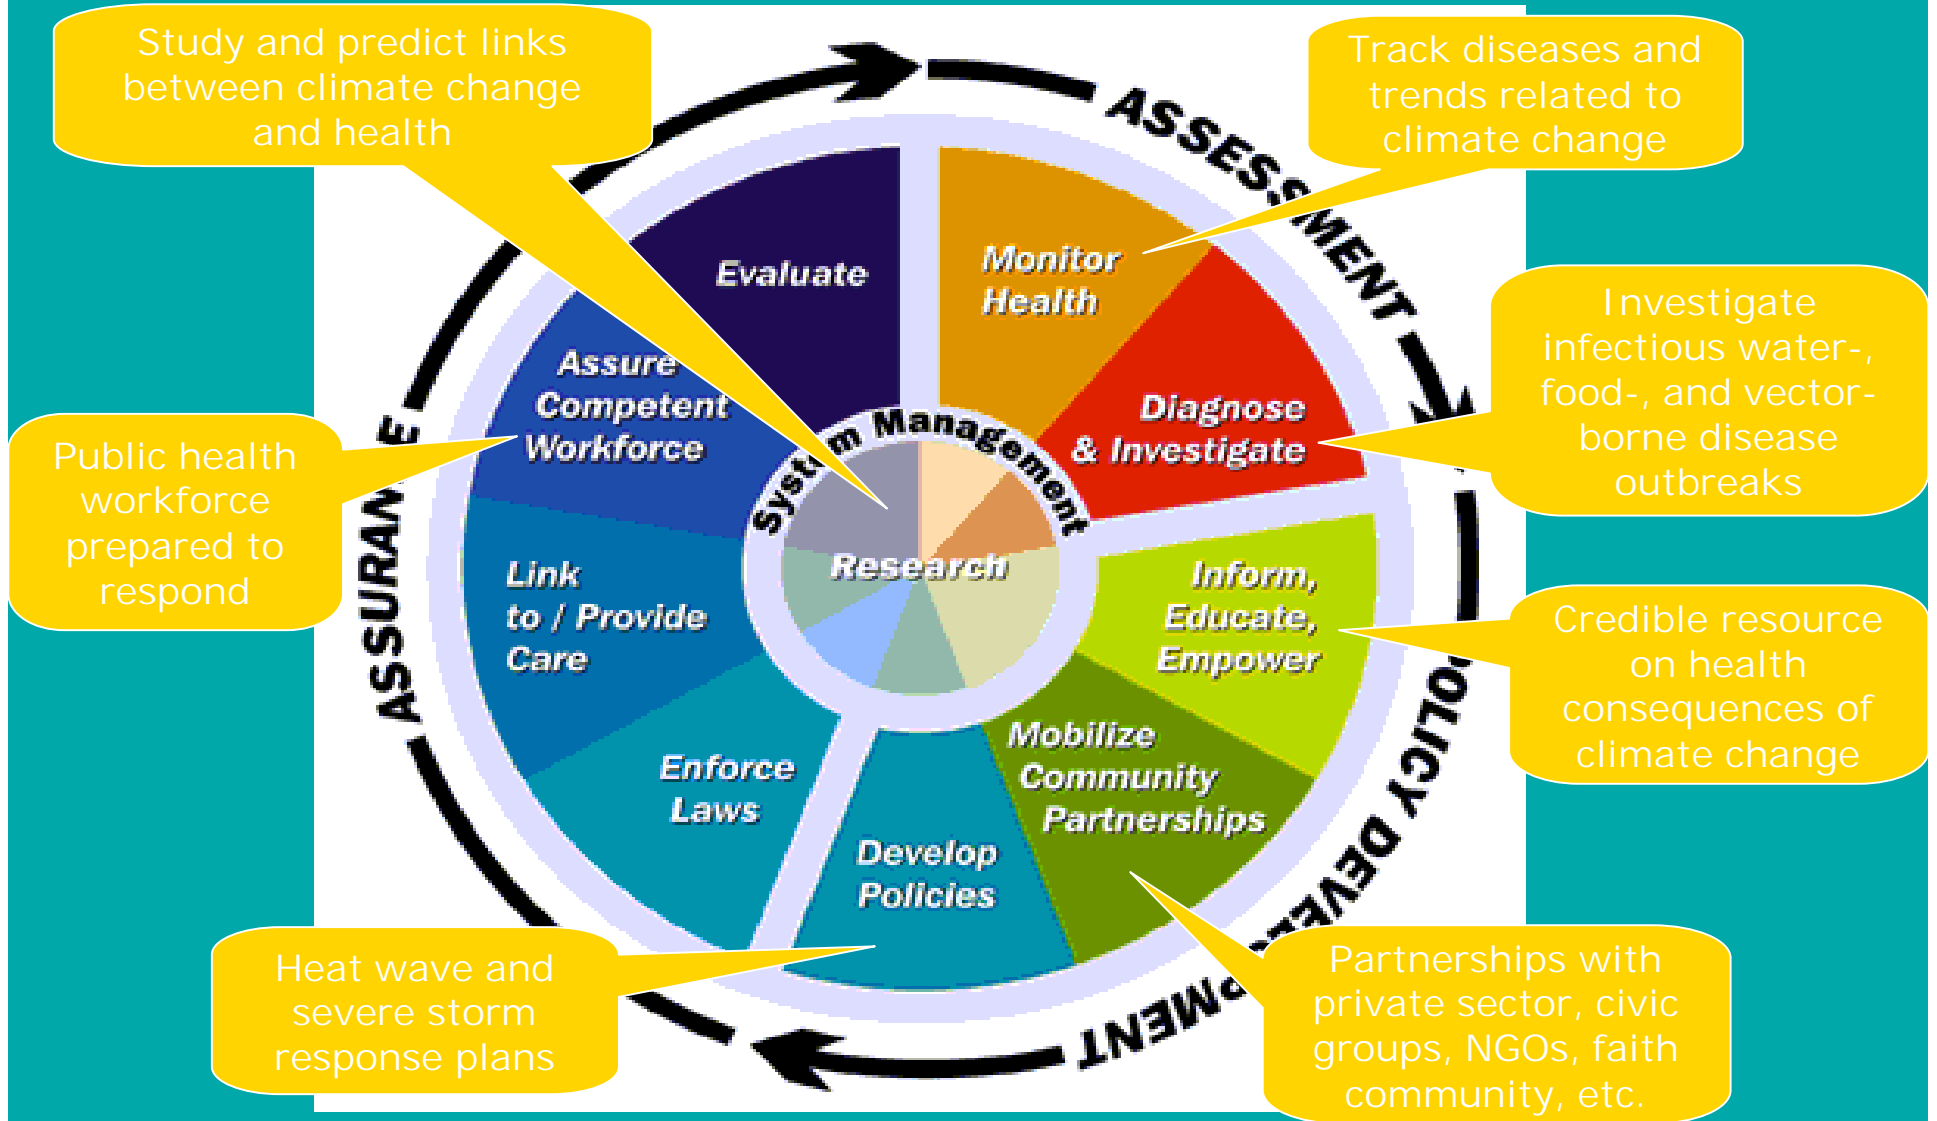 Study and predict links
between climate change
and health
Track diseases and
trends related to
climate change
ASSESSMENT
Evaluate
Monitor
Health
Investigate
infectious water-,
food-, and vector-
borne disease
outbreaks
Assure
Competent
Workforce
Diagnose
& Investigate
System Management
Research
Public health
workforce
prepared to
respond
ASSURANCE
Link
to / Provide
Care
Inform,
Educate,
Empower
Credible resource
on health
consequences of
climate change
POLICY DEVELOPMENT
Mobilize
Community
Partnerships
Enforce
Laws
Develop
Policies
Heat wave and
severe storm
response plans
Partnerships with
private sector, civic
groups, NGOs, faith
community, etc.